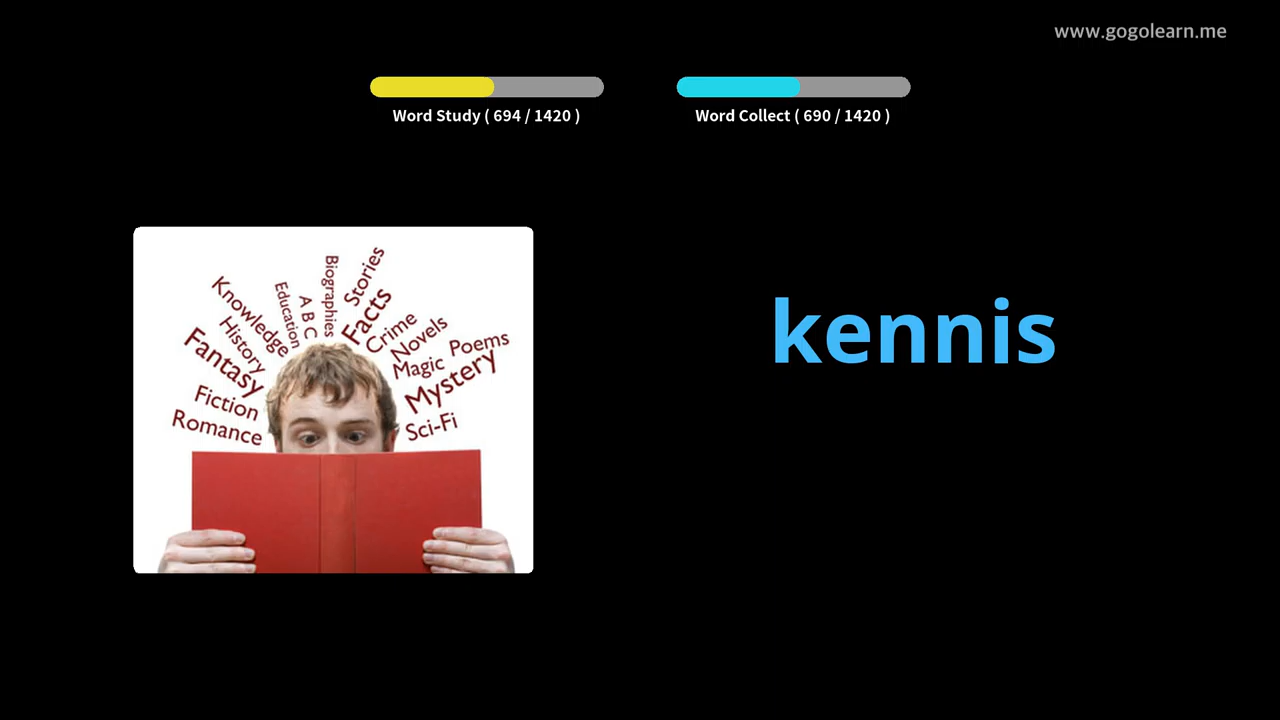 www.gogolearn.me
Word Study ( 694 / 1420 )
Word Collect ( 690 / 1420 )
Romance
Fiction
Fantasy
History
Knowledge
Education
A B C
Biographies
Stories
Facts
Crime
Novels
Magic
Poems
Mystery
Sci-Fi
kennis